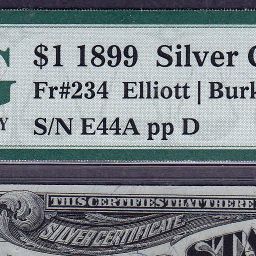 $1 1899 Silver C
G
Fr#234 Elliott | Burk
Y
S/N E44A pp D
THIS CERTIFIES THAT THERE
SILVER CERTIFICATE